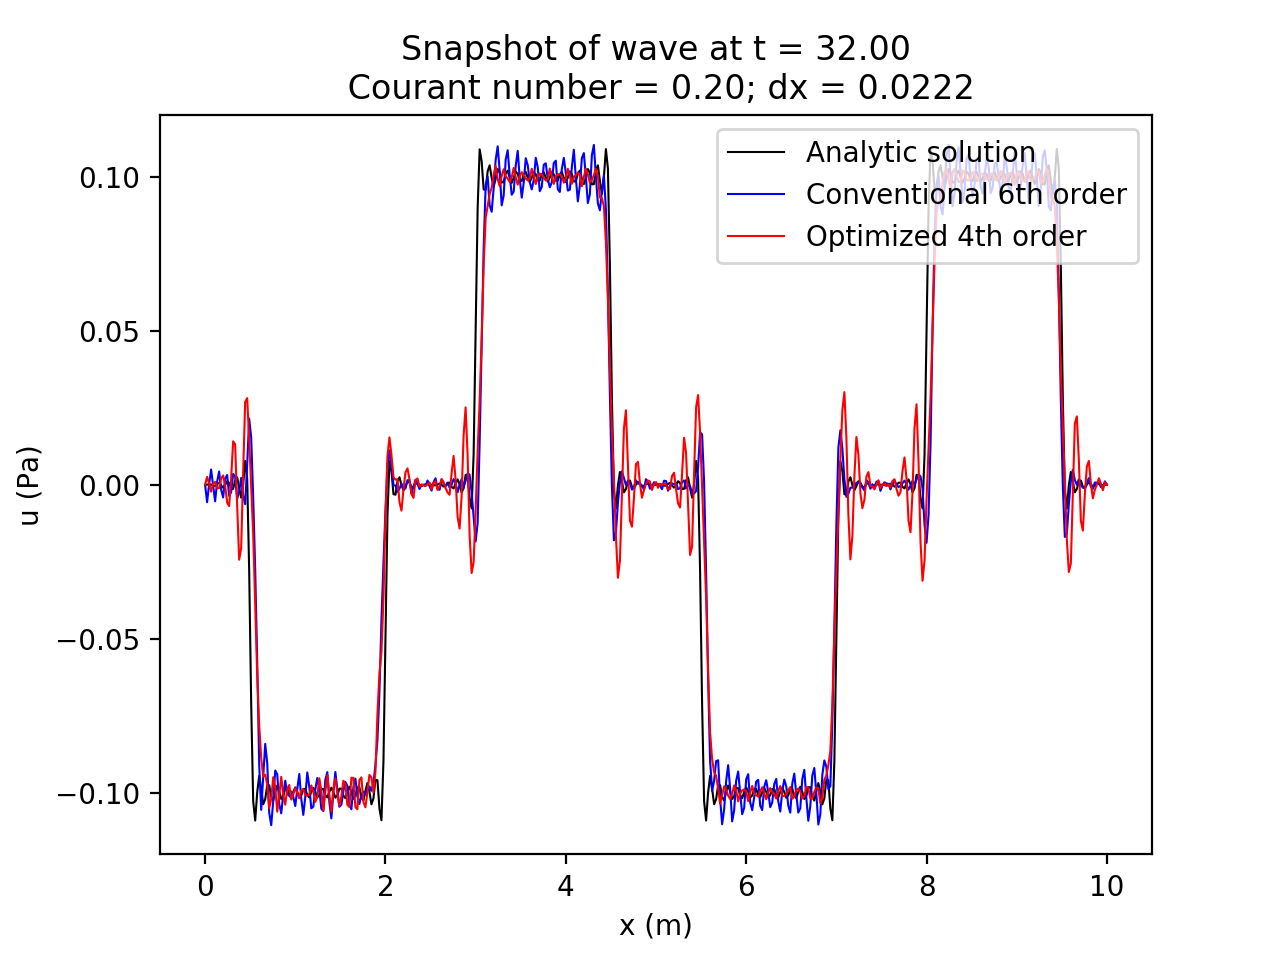 Snapshot of wave at t = 32.00
Courant number = 0.20; dx = 0.0222
Analytic solution
Conventional 6th order
Optimized 4th order
0.10
0.05
0.00
−0.05
−0.10
u (Pa)
0 2 4 6 8 10
x (m)